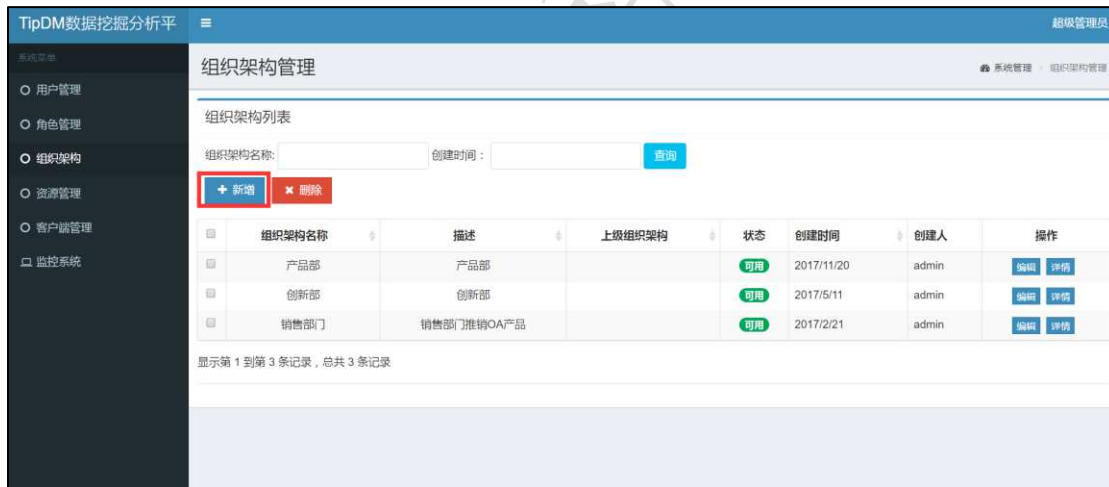 TipDM数据挖掘分析平
超级管理员
系统菜单
组织架构管理
系统管理 组织架构管理
用户管理
角色管理
组织架构
资源管理
客户端管理
监控系统
组织架构列表
组织架构名称: 创建时间： 查询
新增 删除
组织架构名称 描述 上级组织架构 状态 创建时间 创建人 操作
产品部 产品部 可用 2017/11/20 admin 编辑 详情
创新部 创新部 可用 2017/5/11 admin 编辑 详情
销售部门 销售部门推销OA产品 可用 2017/2/21 admin 编辑 详情
显示第 1 到第 3 条记录，总共 3 条记录